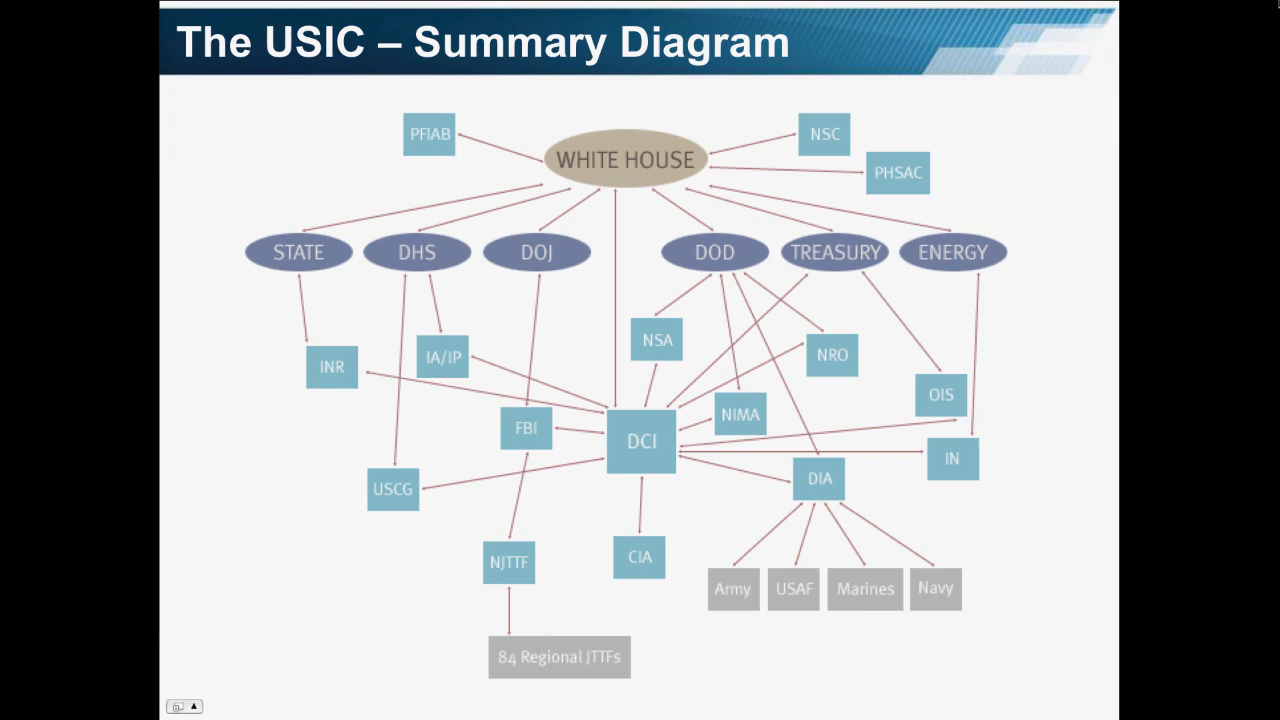 The USIC – Summary Diagram
PFIAB
WHITE HOUSE
NSC
PHSAC
STATE
DHS
DOJ
DOD
TREASURY
ENERGY
NSA
NRO
INR
IA/IP
OIS
FBI
DCI
NIMA
IN
USCG
DIA
NJTTF
CIA
Army
USAF
Marines
Navy
84 Regional JTTFs